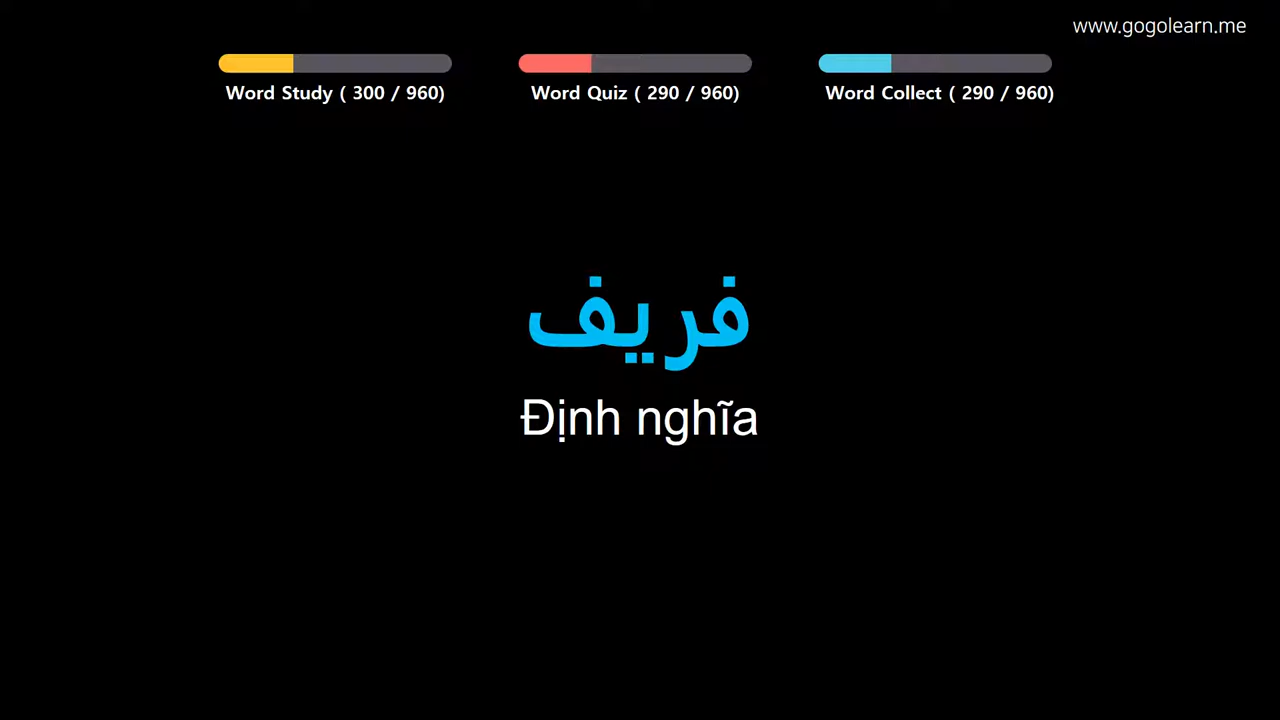 www.gogolearn.me
Word Study ( 300 / 960)
Word Quiz ( 290 / 960)
Word Collect ( 290 / 960)
فريف
Định nghĩa